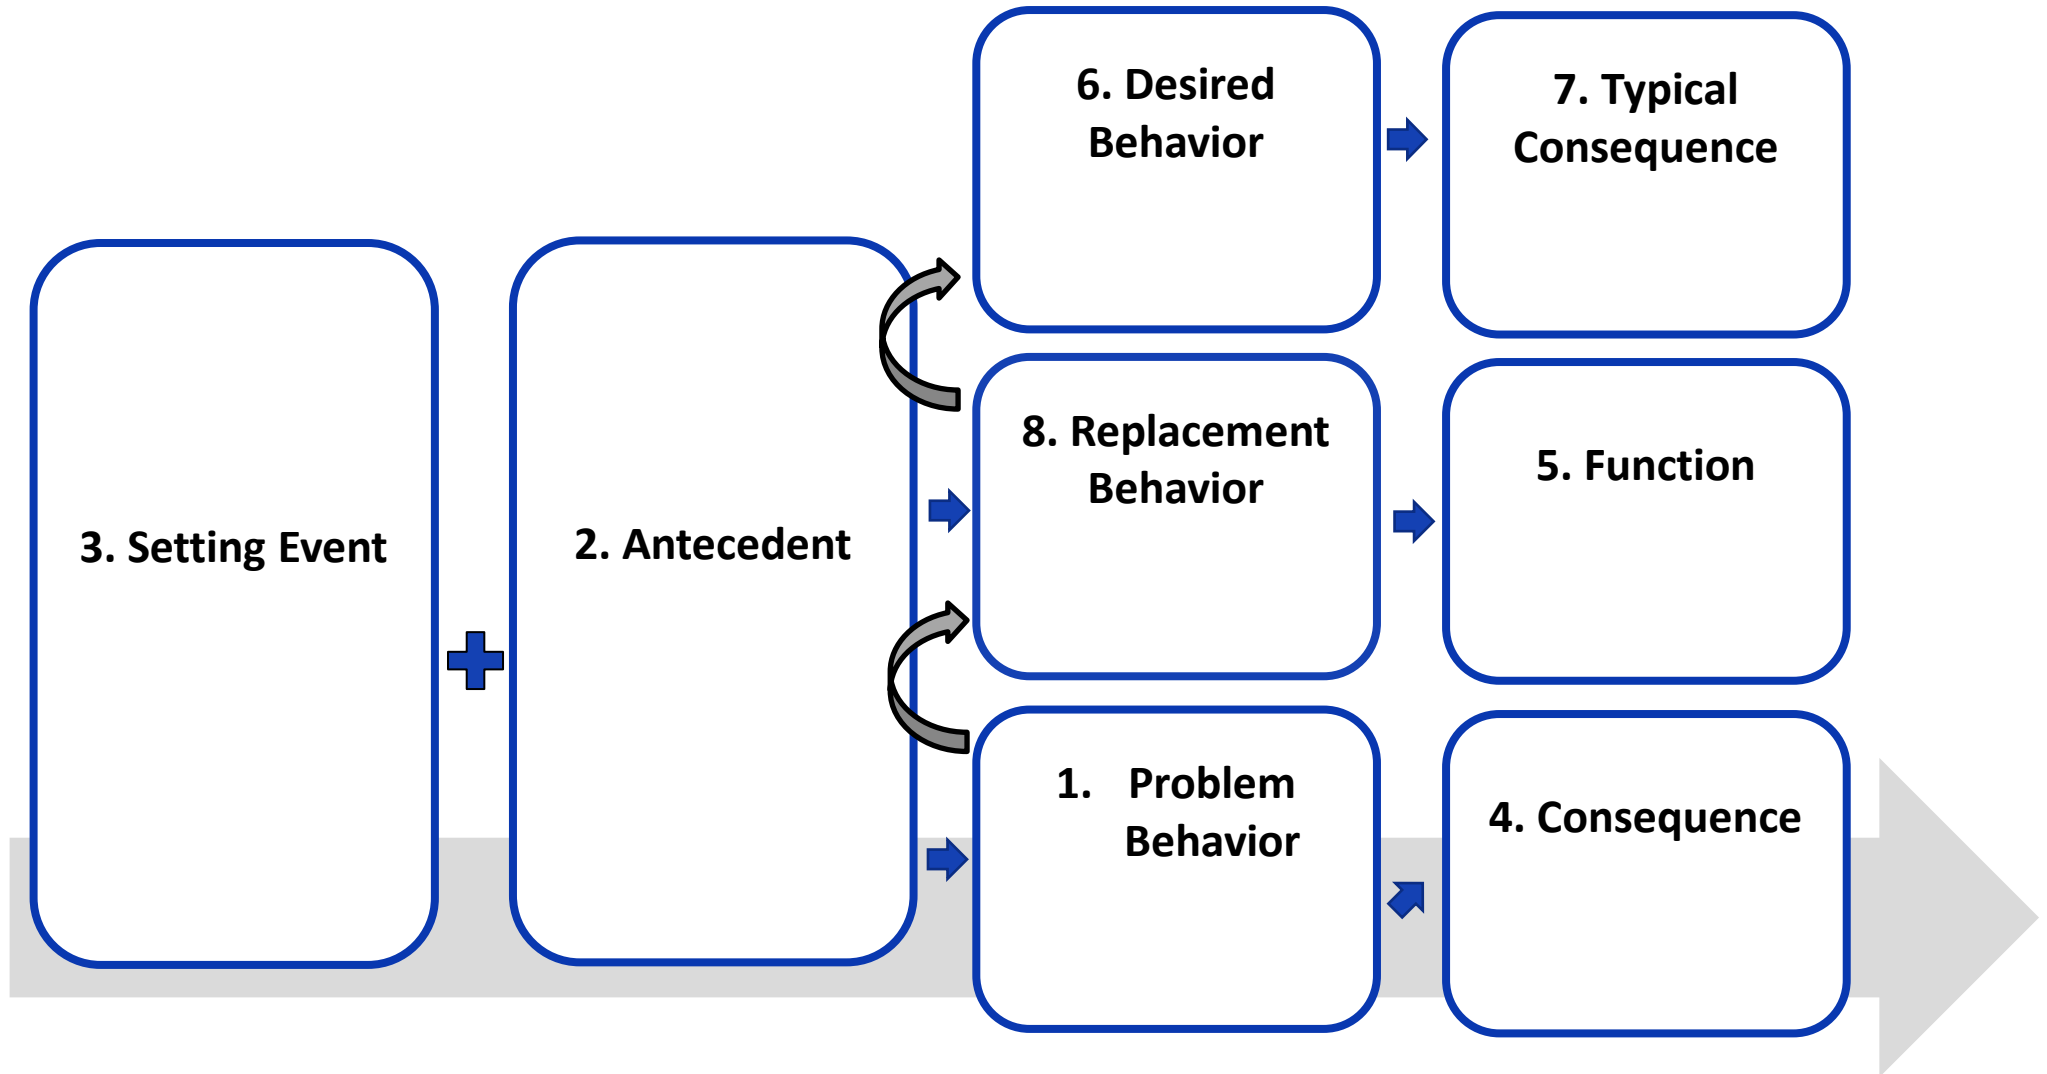 6. Desired
Behavior
7. Typical
Consequence
3. Setting Event
2. Antecedent
8. Replacement
Behavior
5. Function
1. Problem
Behavior
4. Consequence